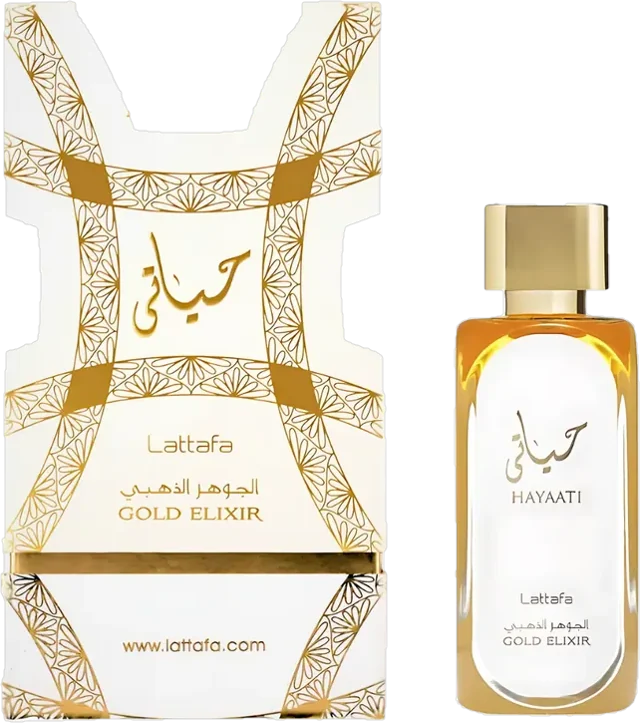 حياتي
Lattafa
الجوهر الذهبي
GOLD ELIXIR
www.lattafa.com
حياتي
HAYAATI
Lattafa
الجوهر الذهبي
GOLD ELIXIR